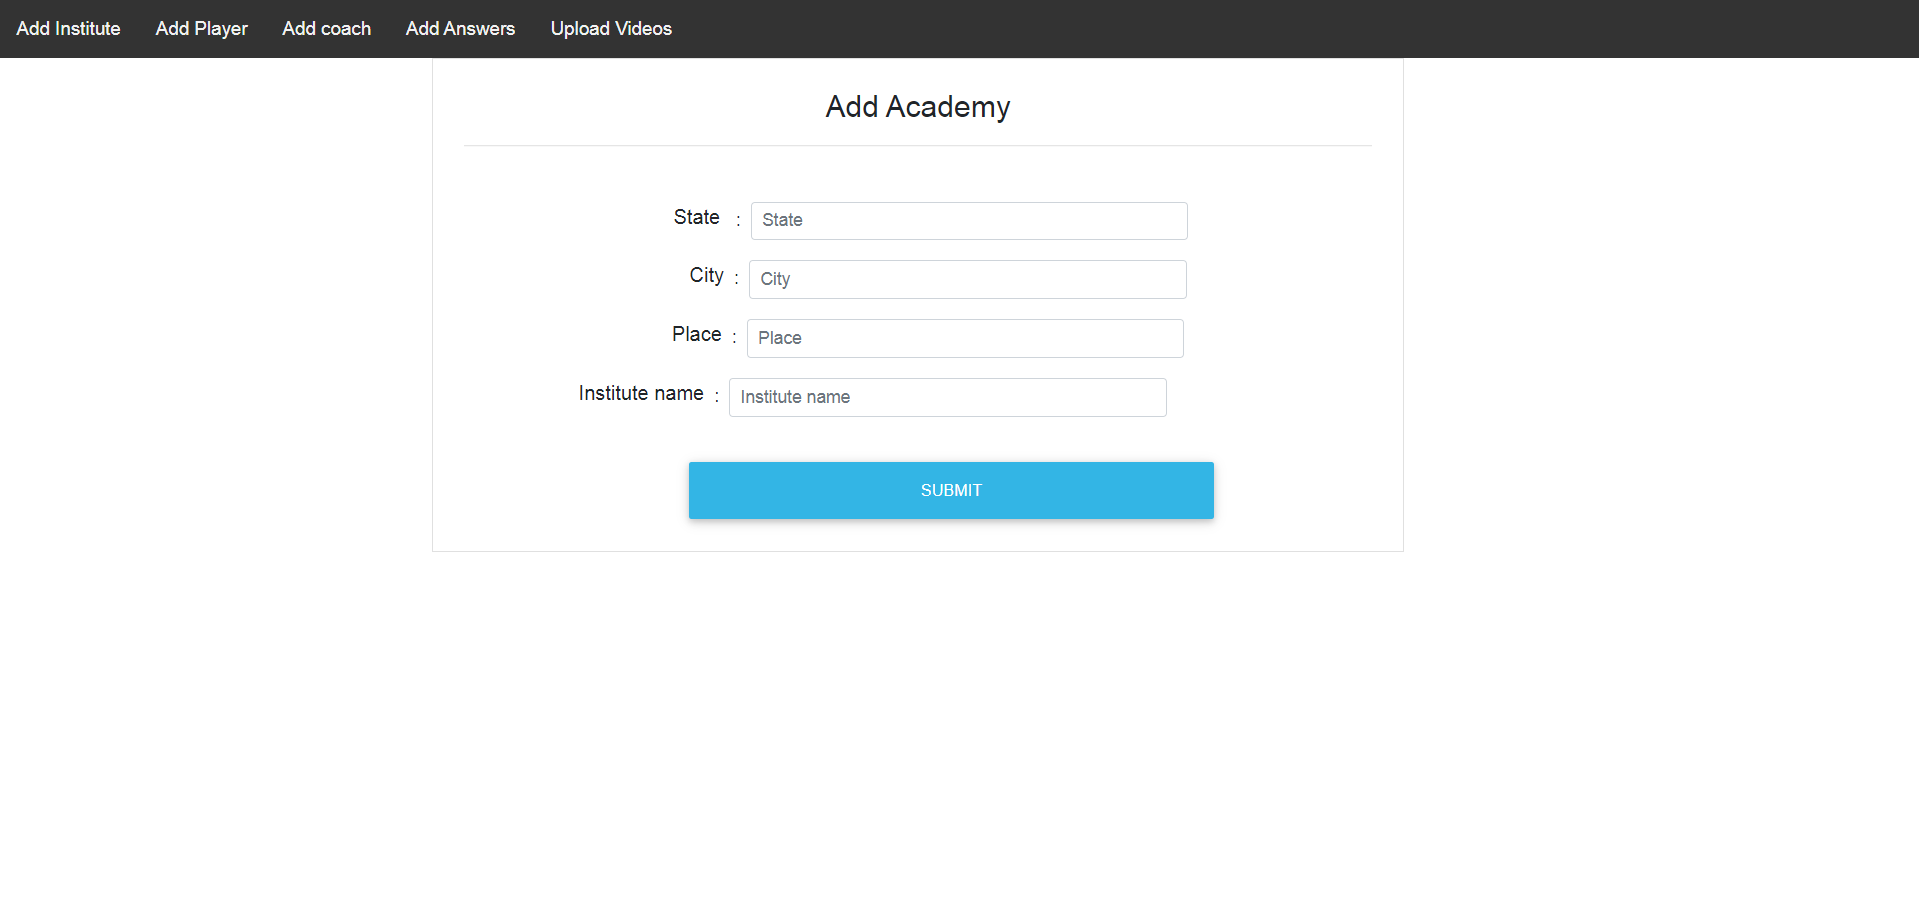 Add Institute Add Player Add coach Add Answers Upload Videos
Add Academy
State : State
City : City
Place : Place
Institute name : Institute name
SUBMIT